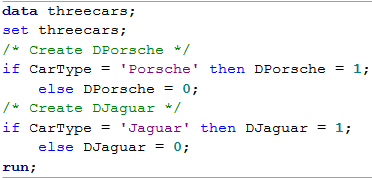 data threecars;
set threecars;
/* Create DPorsche */
if CarType = 'Porsche' then DPorsche = 1;
else DPorsche = 0;
/* Create DJaguar */
if CarType = 'Jaguar' then DJaguar = 1;
else DJaguar = 0;
run;